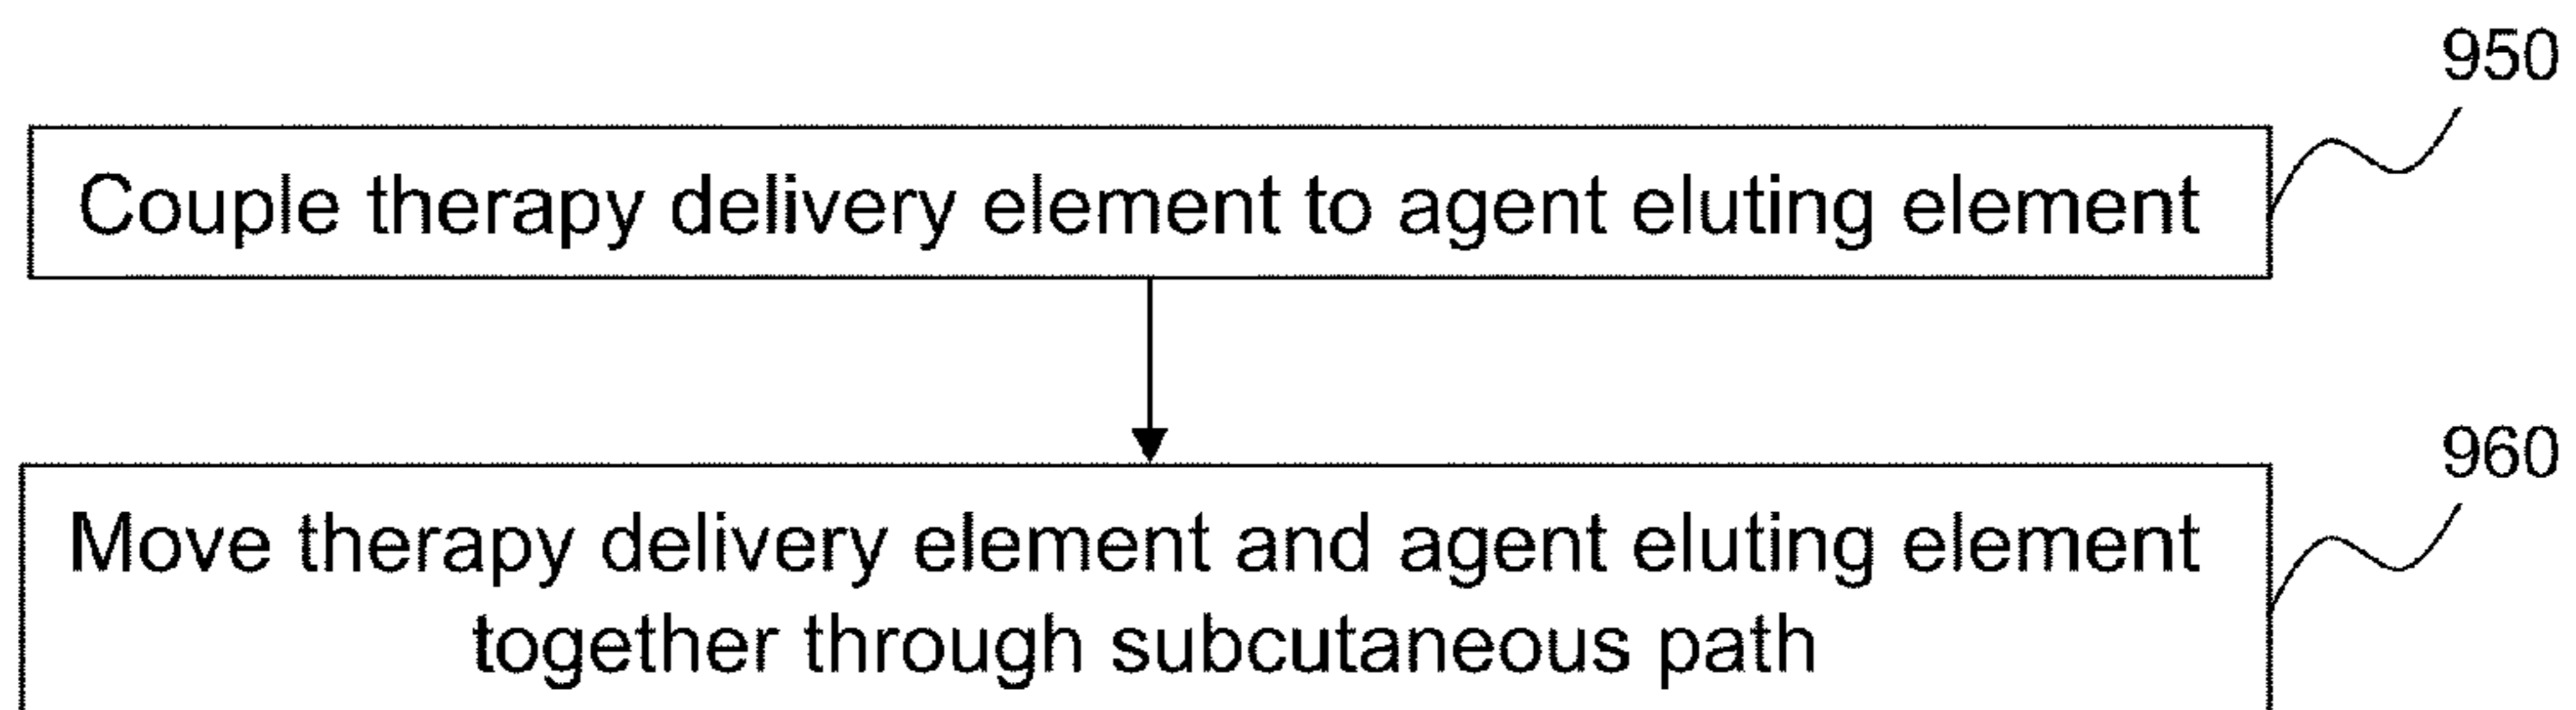 950
Couple therapy delivery element to agent eluting element
960
Move therapy delivery element and agent eluting element
together through subcutaneous path